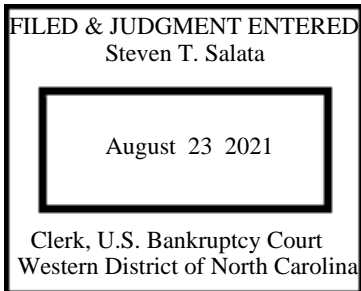 FILED & JUDGMENT ENTERED
Steven T. Salata
August 23 2021
Clerk, U.S. Bankruptcy Court
Western District of North Carolina